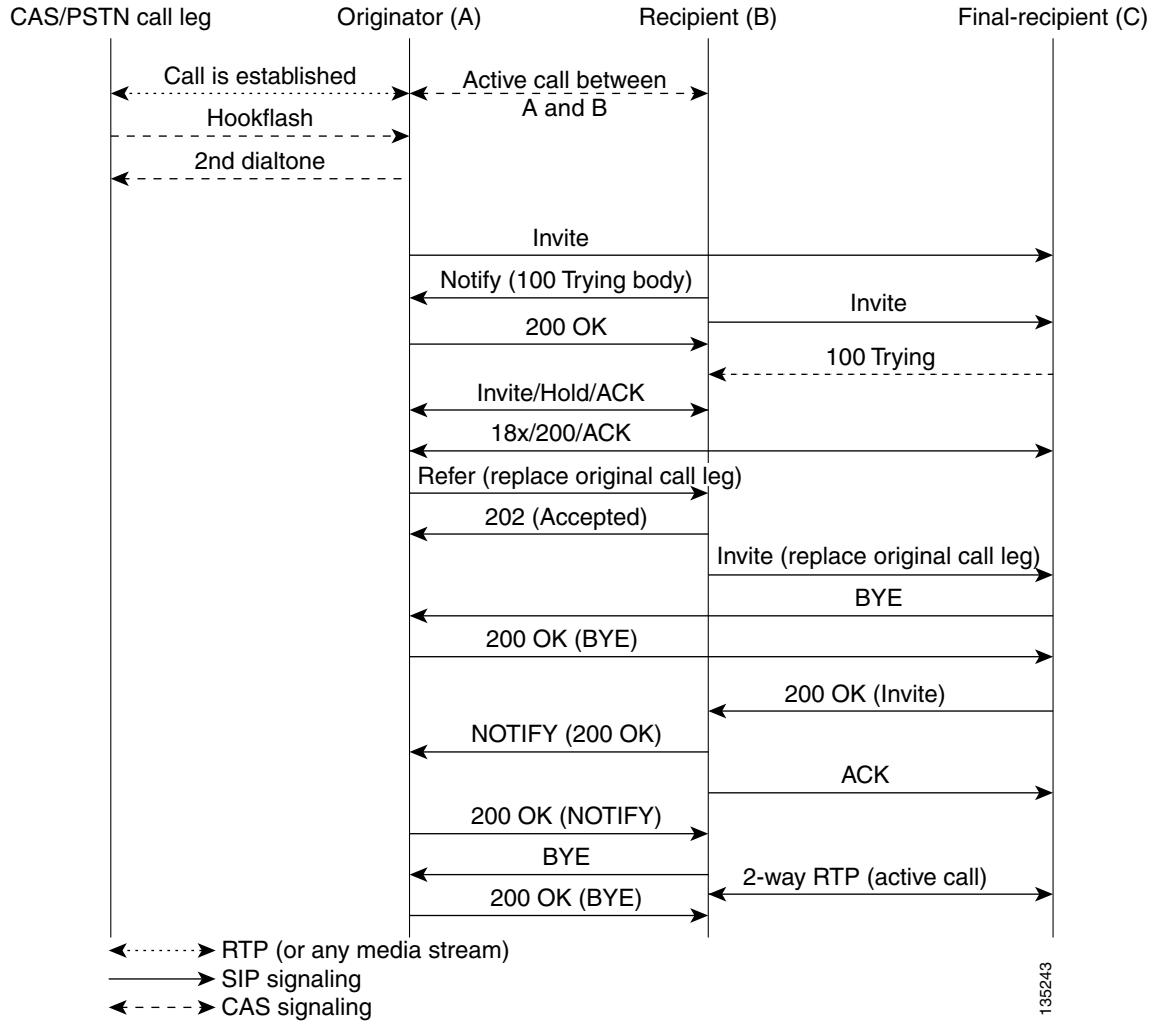 CAS/PSTN call leg
Originator (A)
Recipient (B)
Final-recipient (C)
Call is established
Active call between
A and B
Hookflash
2nd dialtone
Invite
Notify (100 Trying body)
Invite
200 OK
100 Trying
Invite/Hold/ACK
18x/200/ACK
Refer (replace original call leg)
202 (Accepted)
Invite (replace original call leg)
BYE
200 OK (BYE)
200 OK (Invite)
NOTIFY (200 OK)
ACK
200 OK (NOTIFY)
BYE
2-way RTP (active call)
200 OK (BYE)
RTP (or any media stream)
SIP signaling
CAS signaling
135243